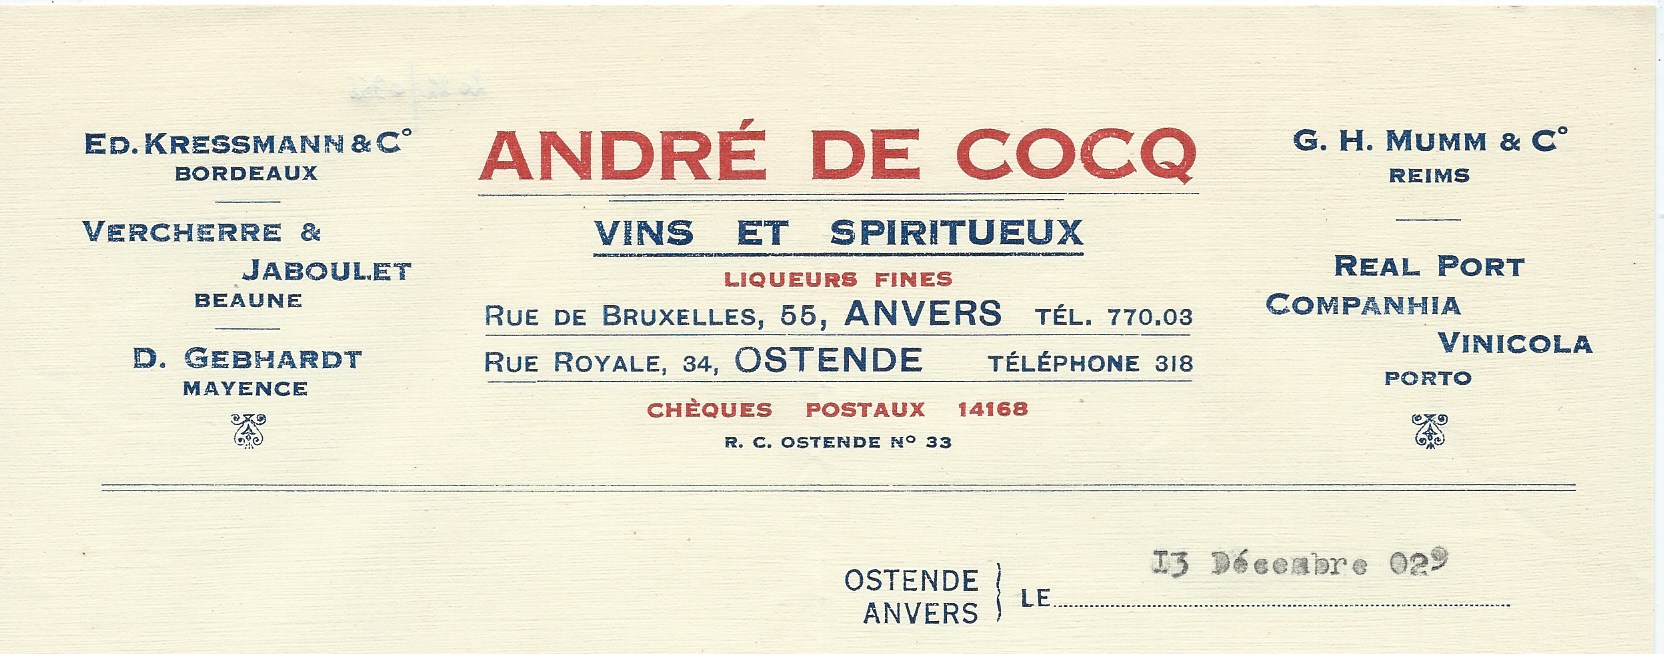 ED. KRESSMANN & C°
BORDEAUX
VERCHERRE &
JABOULET
BEAUNE
D. GEBHARDT
MAYENCE
ANDRÉ DE COCQ
VINS ET SPIRITUEUX
LIQUEURS FINES
RUE DE BRUXELLES, 55, ANVERS TÉL. 770.03
RUE ROYALE, 34, OSTENDE TÉLÉPHONE 318
CHÈQUES POSTAUX 14168
R. C. OSTENDE N° 33
G. H. MUMM & C°
REIMS
REAL PORT
COMPANHIA
VINICOLA
PORTO
I3 Décembre 029
OSTENDE
ANVERS } LE